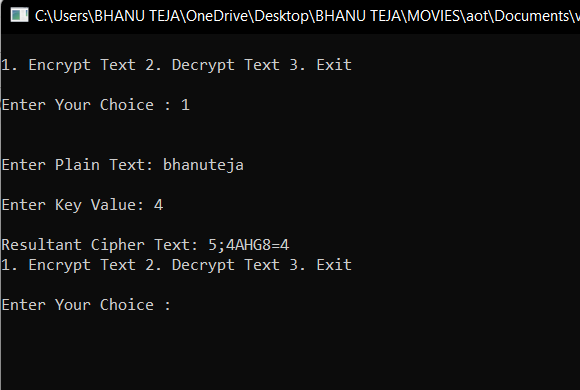 C:\Users\BHANU TEJA\OneDrive\Desktop\BHANU TEJA\MOVIES\aot\Documents\
1. Encrypt Text 2. Decrypt Text 3. Exit
Enter Your Choice : 1
Enter Plain Text: bhanuteja
Enter Key Value: 4
Resultant Cipher Text: 5;4AHG8=4
1. Encrypt Text 2. Decrypt Text 3. Exit
Enter Your Choice :